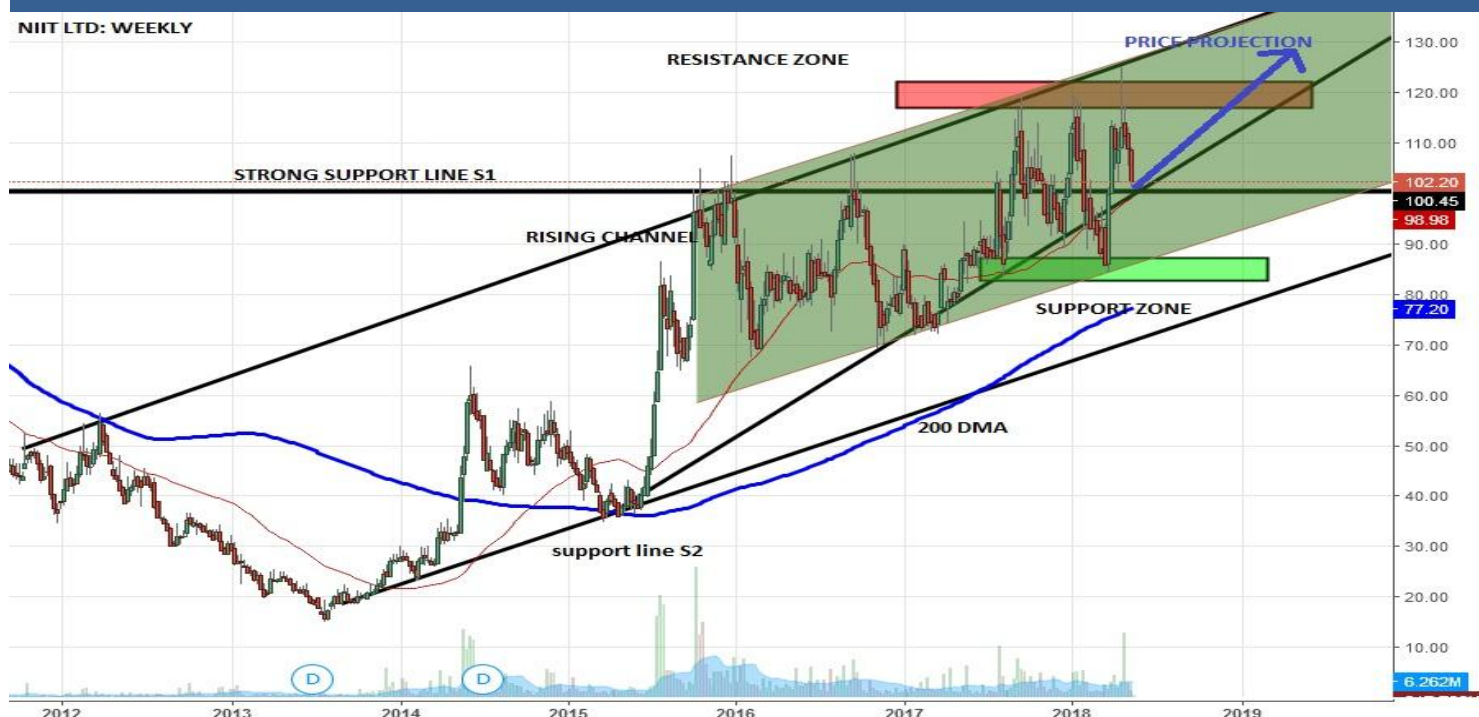 NIIT LTD: WEEKLY
PRICE PROJECTION
130.00
RESISTANCE ZONE
120.00
110.00
STRONG SUPPORT LINE S1
102.20
100.45
98.98
RISING CHANNEL
90.00
80.00
SUPPORT ZONE
77.20
70.00
60.00
200 DMA
50.00
40.00
support line S2
30.00
20.00
10.00
D
D
6.262M
2012
2013
2014
2015
2016
2017
2018
2019